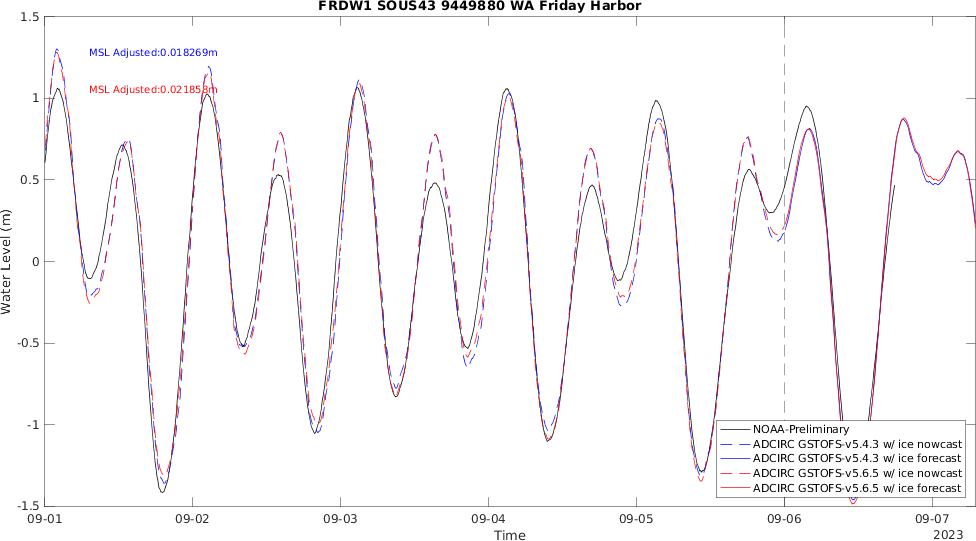 FRDW1 SOUS43 9449880 WA Friday Harbor
MSL Adjusted:0.018269m
MSL Adjusted:0.021853m
Water Level (m)
1.5
1
0.5
0
-0.5
-1
-1.5
NOAA-Preliminary
ADCIRC GSTOFS-v5.4.3 w/ ice nowcast
ADCIRC GSTOFS-v5.4.3 w/ ice forecast
ADCIRC GSTOFS-v5.6.5 w/ ice nowcast
ADCIRC GSTOFS-v5.6.5 w/ ice forecast
09-01 09-02 09-03 09-04 09-05 09-06 09-07
2023
Time